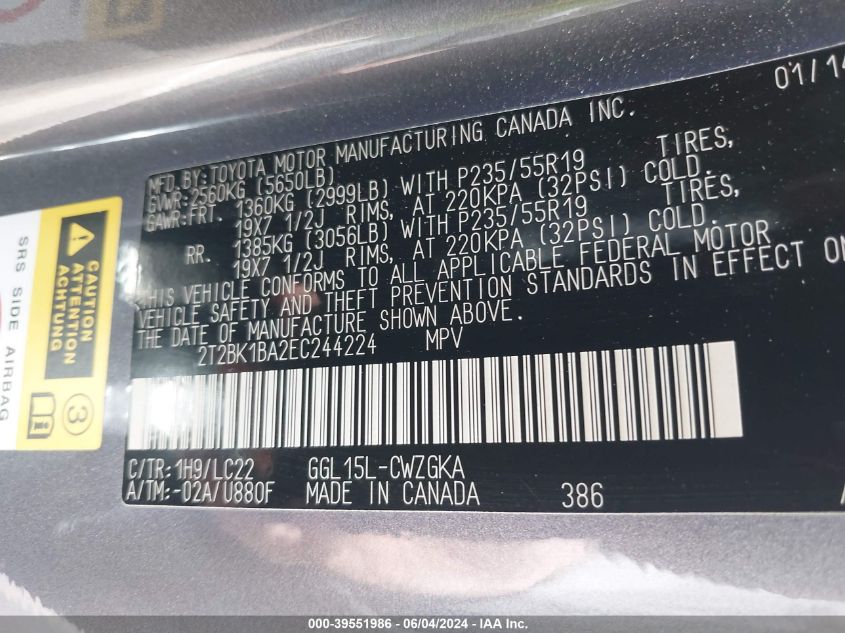 01/14
MFD.BY:TOYOTA MOTOR MANUFACTURING CANADA INC.
GVWR:2560KG (5650LB)
GAWR:FRT. 1360KG (2999LB) WITH P235/55R19 TIRES,
19X7 1/2J RIMS, AT 220KPA (32PSI) COLD.
RR. 1385KG (3056LB) WITH P235/55R19 TIRES,
19X7 1/2J RIMS, AT 220KPA (32PSI) COLD.
THIS VEHICLE CONFORMS TO ALL APPLICABLE FEDERAL MOTOR
VEHICLE SAFETY AND THEFT PREVENTION STANDARDS IN EFFECT ON
THE DATE OF MANUFACTURE SHOWN ABOVE.
2T2BK1BA2EC244224 MPV
C/TR:1H9/LC22 GGL15L-CWZGKA
A/TM:-02A/U880F MADE IN CANADA 386
CAUTION
ATTENTION
ACHTUNG
SRS SIDE AIRBAG
3
000-39551986 - 06/04/2024 - IAA Inc.